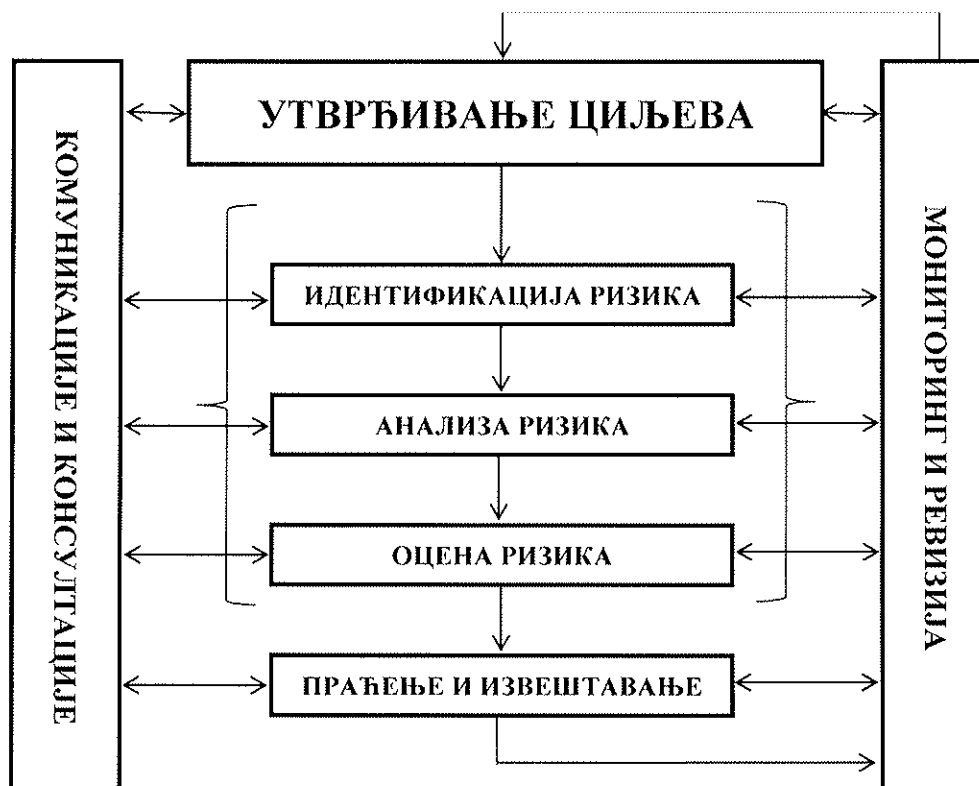 УТВРЂИВАЊЕ ЦИЉЕВА
КОМУНИКАЦИЈЕ И КОНСУЛТАЦИЈЕ
ИДЕНТИФИКАЦИЈА РИЗИКА
АНАЛИЗА РИЗИКА
ОЦЕНА РИЗИКА
ПРАЋЕЊЕ И ИЗВЕШТАВАЊЕ
МОНИТОРИНГ И РЕВИЗИЈА